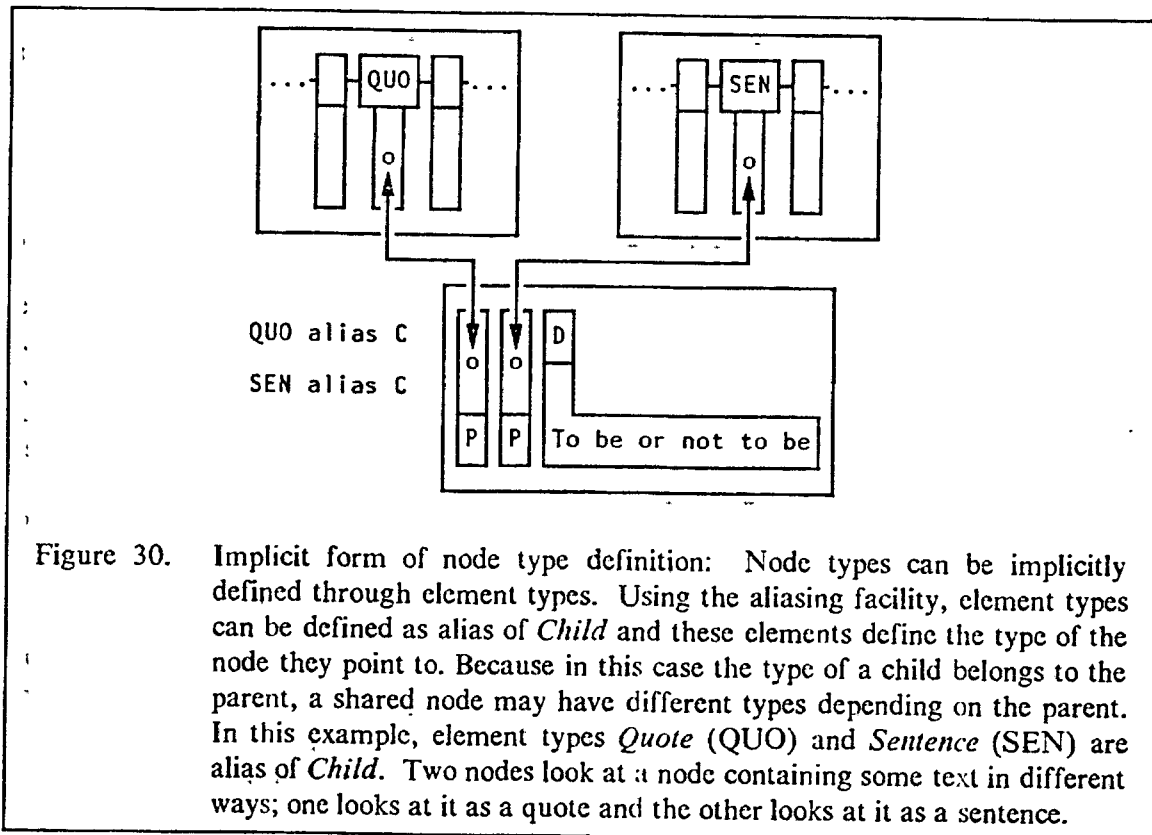 ... QUO ...
... SEN ...
o
o
QUO alias C
SEN alias C
o o D
P P To be or not to be
Figure 30. Implicit form of node type definition: Node types can be implicitly
defined through element types. Using the aliasing facility, element types
can be defined as alias of Child and these elements define the type of the
node they point to. Because in this case the type of a child belongs to the
parent, a shared node may have different types depending on the parent.
In this example, element types Quote (QUO) and Sentence (SEN) are
alias of Child. Two nodes look at a node containing some text in different
ways; one looks at it as a quote and the other looks at it as a sentence.